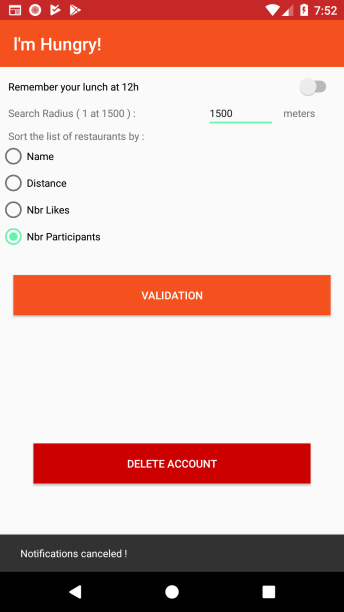 7:52
I'm Hungry!
Remember your lunch at 12h
Search Radius ( 1 at 1500 ) : 1500 meters
Sort the list of restaurants by :
Name
Distance
Nbr Likes
Nbr Participants
VALIDATION
DELETE ACCOUNT
Notifications canceled !